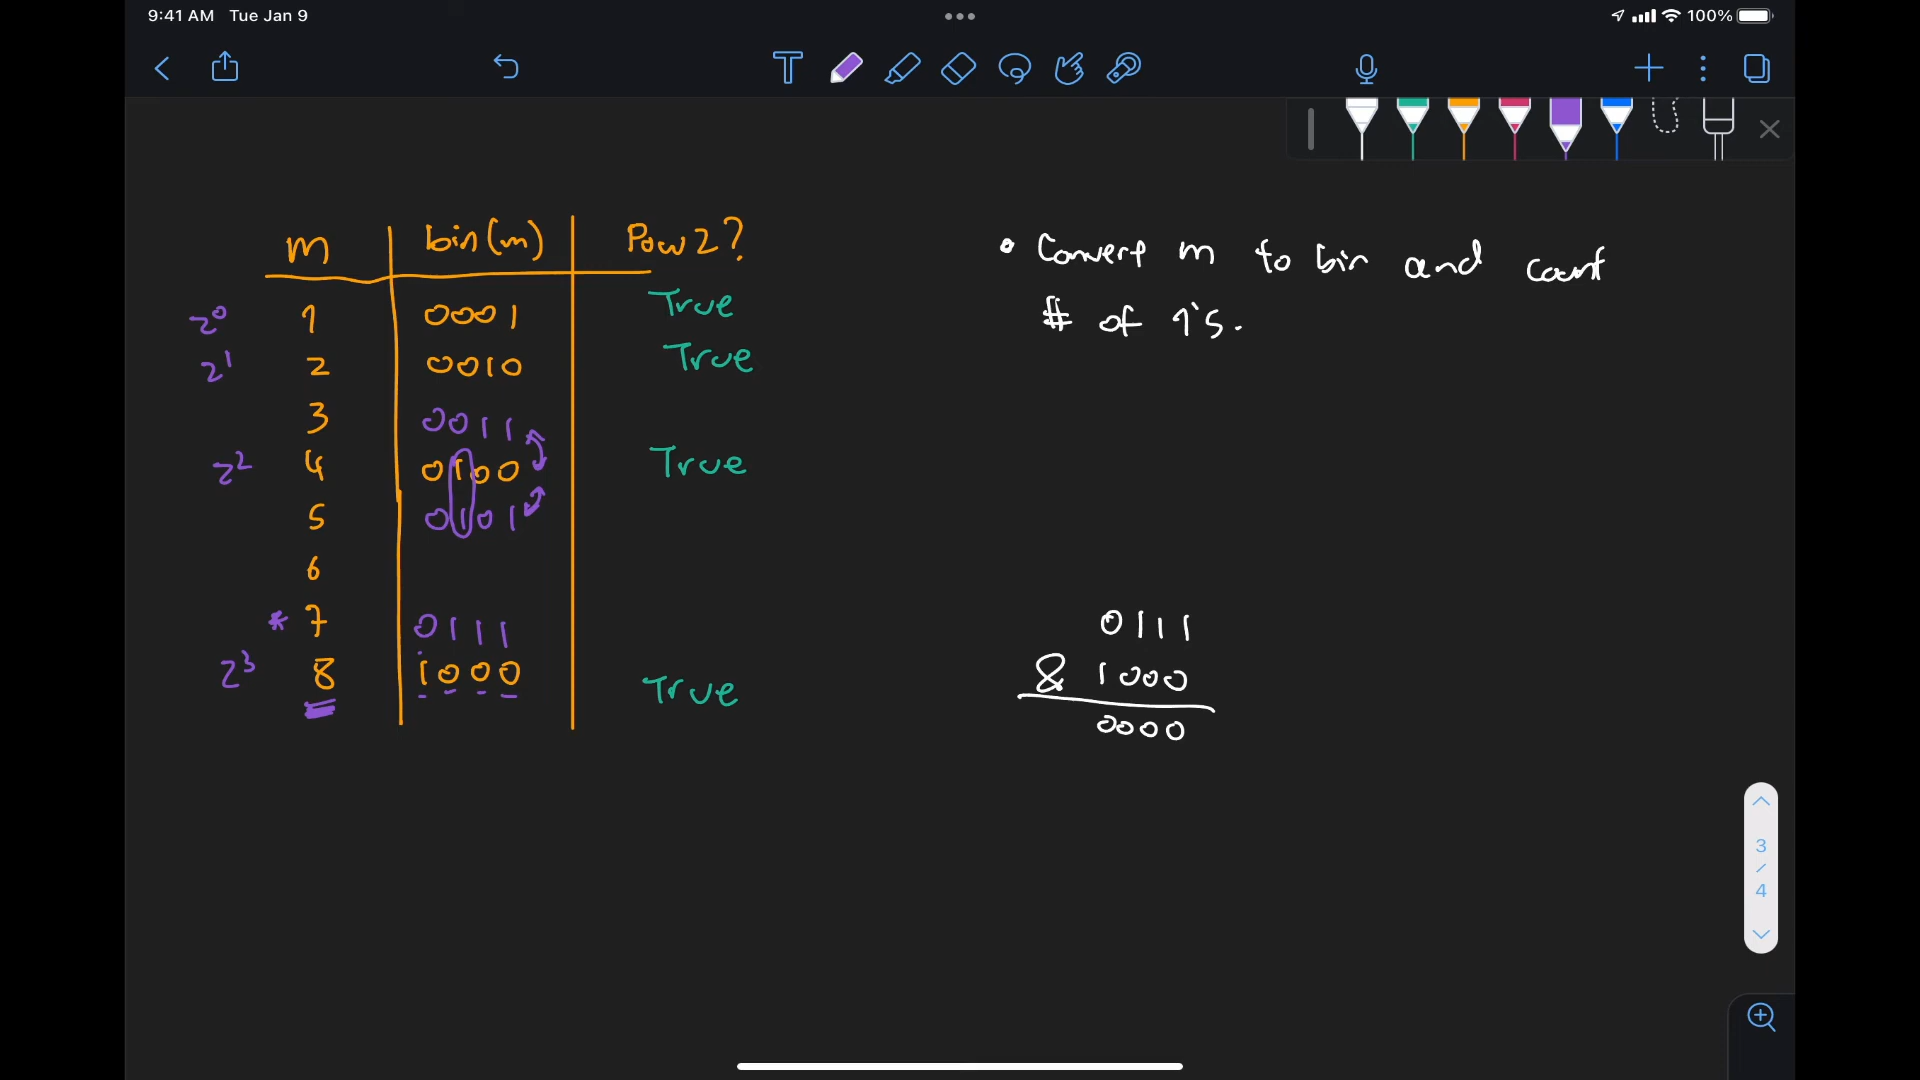 9:41 AM Tue Jan 9
100%
m bin(m) Pow2?
2⁰ 1 0001 True
2¹ 2 0010 True
3 0011
2² 4 0100 True
5 0101
6
* 7 0111
2³ 8 1000 True
• Convert m to bin and count
# of 1's.
0111
& 1000
0000
3
/
4